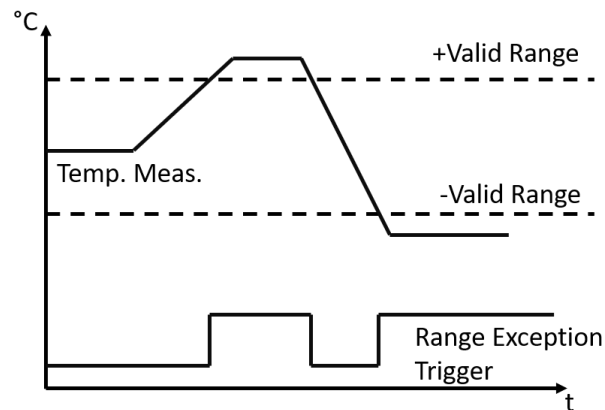 °C
+Valid Range
Temp. Meas.
-Valid Range
Range Exception
Trigger
t